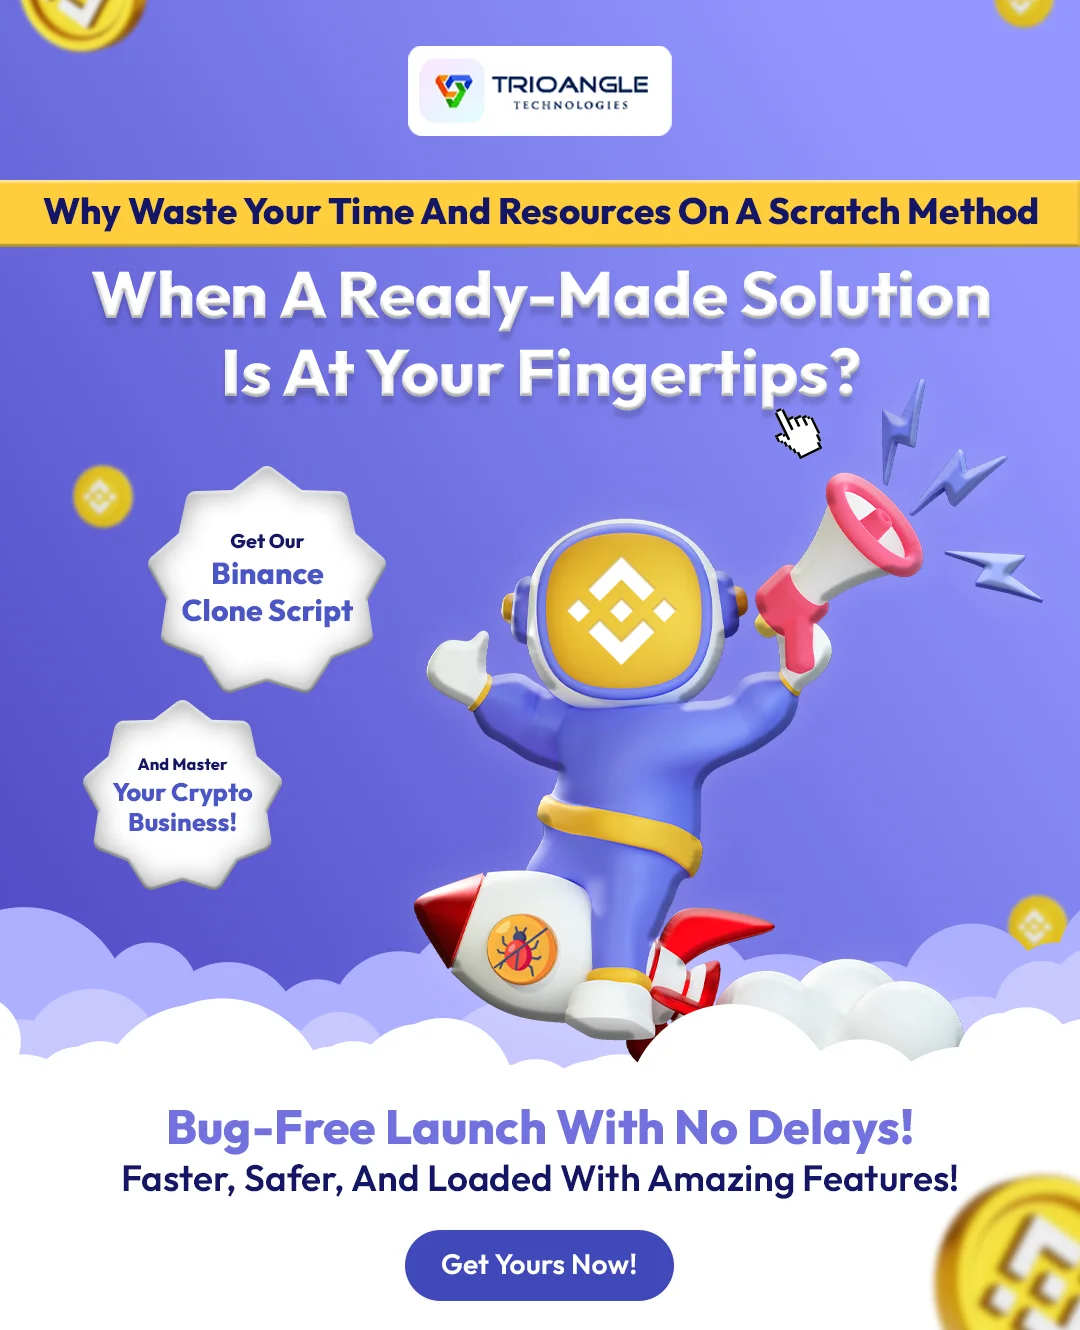 TRIOANGLE
TECHNOLOGIES
Why Waste Your Time And Resources On A Scratch Method
When A Ready-Made Solution
Is At Your Fingertips?
Get Our
Binance
Clone Script
And Master
Your Crypto
Business!
Bug-Free Launch With No Delays!
Faster, Safer, And Loaded With Amazing Features!
Get Yours Now!